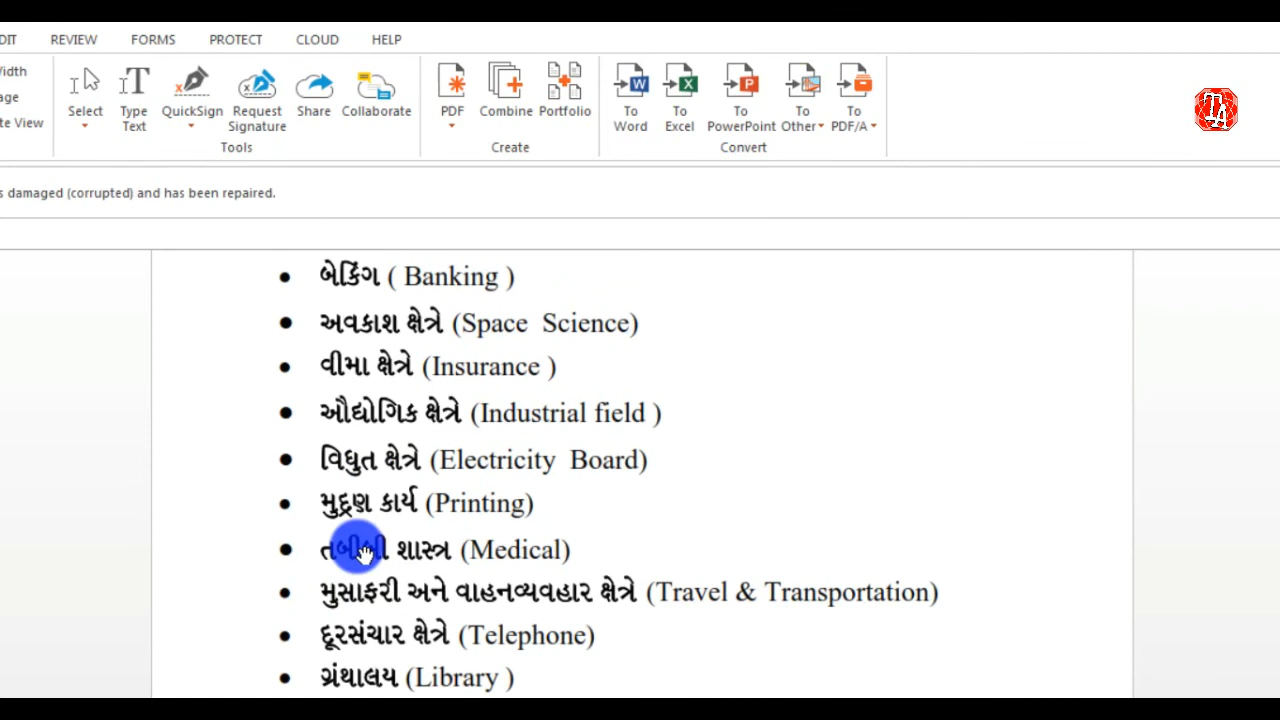 DIT REVIEW FORMS PROTECT CLOUD HELP
Width
age
te View
Select Type Text QuickSign Request Signature Share Collaborate
Tools
PDF Combine Portfolio
Create
To Word To Excel To PowerPoint To Other To PDF/A
Convert
TA
s damaged (corrupted) and has been repaired.
• બેકિંગ ( Banking )
• અવકાશ ક્ષેત્રે (Space Science)
• વીમા ક્ષેત્રે (Insurance )
• ઔદ્યોગિક ક્ષેત્રે (Industrial field )
• વિધુત ક્ષેત્રે (Electricity Board)
• મુદ્રણ કાર્ય (Printing)
• તબીબી શાસ્ત્ર (Medical)
• મુસાફરી અને વાહનવ્યવહાર ક્ષેત્રે (Travel & Transportation)
• દૂરસંચાર ક્ષેત્રે (Telephone)
• ગ્રંથાલય (Library )